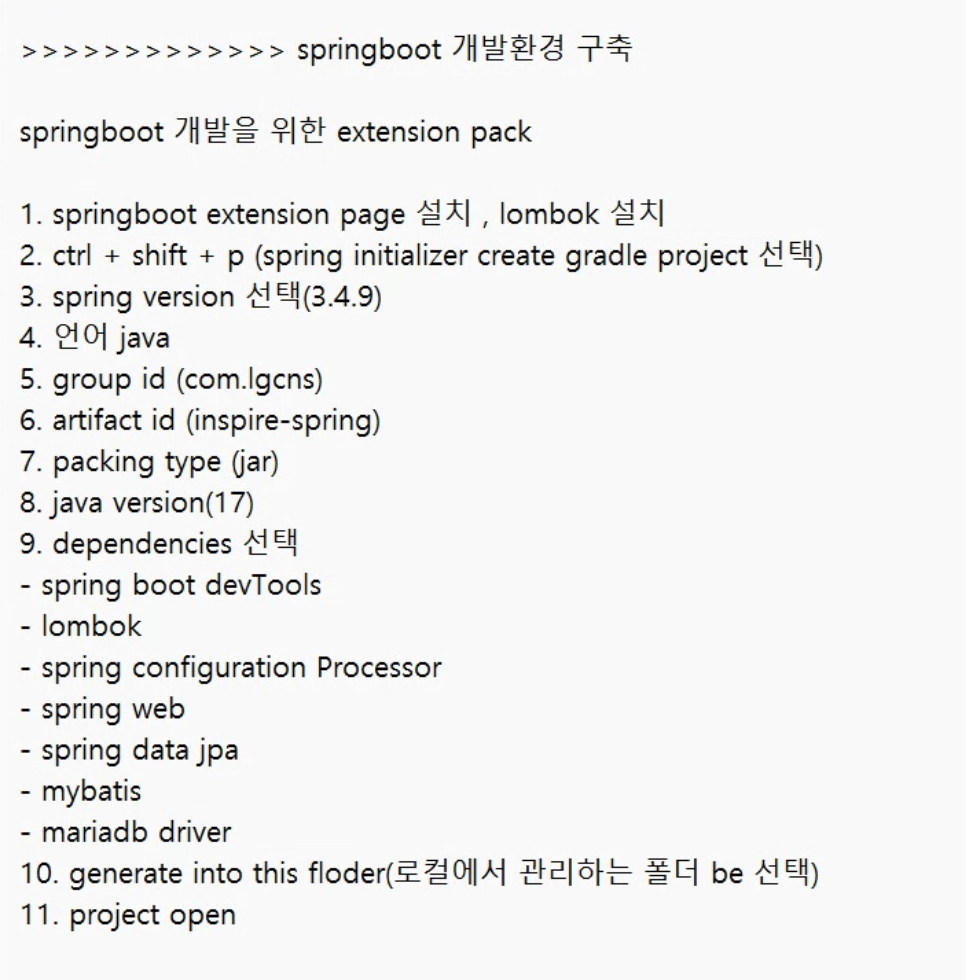 >>>>>>>>>>>>> springboot 개발환경 구축
springboot 개발을 위한 extension pack
1. springboot extension page 설치 , lombok 설치
2. ctrl + shift + p (spring initializer create gradle project 선택)
3. spring version 선택(3.4.9)
4. 언어 java
5. group id (com.lgcns)
6. artifact id (inspire-spring)
7. packing type (jar)
8. java version(17)
9. dependencies 선택
- spring boot devTools
- lombok
- spring configuration Processor
- spring web
- spring data jpa
- mybatis
- mariadb driver
10. generate into this floder(로컬에서 관리하는 폴더 be 선택)
11. project open